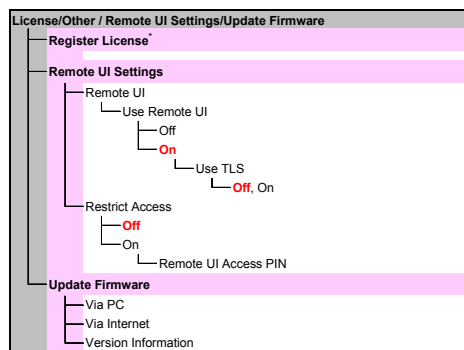 License/Other / Remote UI Settings/Update Firmware
Register License*
Remote UI Settings
Remote UI
Use Remote UI
Off
On
Use TLS
Off, On
Restrict Access
Off
On
Remote UI Access PIN
Update Firmware
Via PC
Via Internet
Version Information